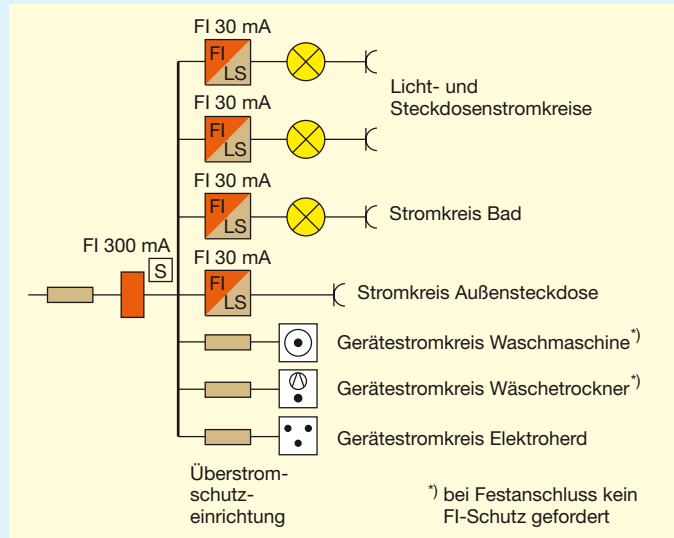 FI 30 mA
FI
LS
Licht- und
Steckdosenstromkreise
FI 30 mA
FI
LS
FI 30 mA
FI
LS
Stromkreis Bad
FI 300 mA
S
FI 30 mA
FI
LS
Stromkreis Außensteckdose
Gerätestromkreis Waschmaschine*)
Gerätestromkreis Wäschetrockner*)
Gerätestromkreis Elektroherd
Überstrom-
schutz-
einrichtung
*) bei Festanschluss kein
FI-Schutz gefordert